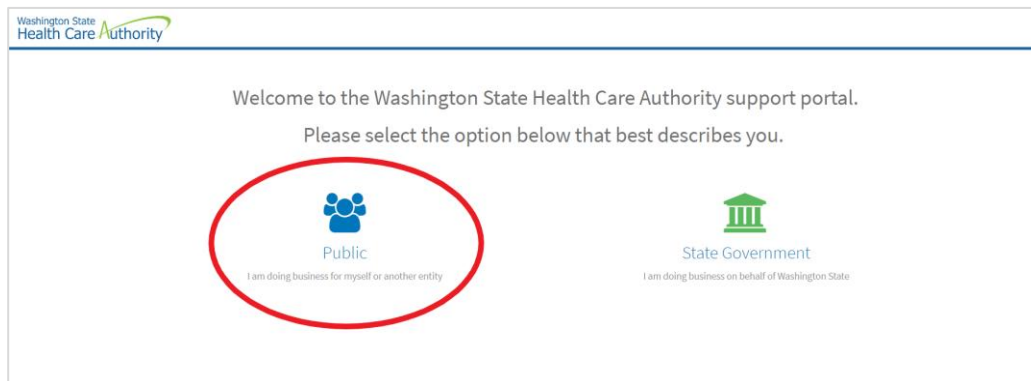 Washington State
Health Care Authority
Welcome to the Washington State Health Care Authority support portal.
Please select the option below that best describes you.
Public
I am doing business for myself or another entity
State Government
I am doing business on behalf of Washington State